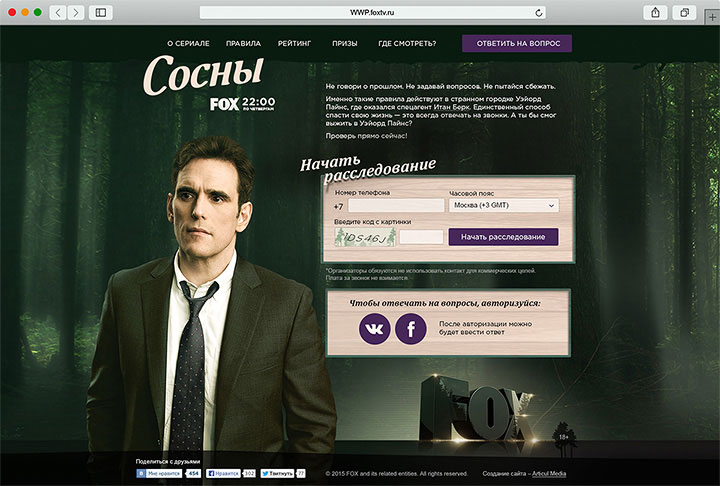 WWP.foxtv.ru
О СЕРИАЛЕ ПРАВИЛА РЕЙТИНГ ПРИЗЫ ГДЕ СМОТРЕТЬ? ОТВЕТИТЬ НА ВОПРОС
Сосны
FOX 22:00
ПО ЧЕТВЕРГАМ
Не говори о прошлом. Не задавай вопросов. Не пытайся сбежать.
Именно такие правила действуют в странном городке Уэйорд
Пайнс, где оказался спецагент Итан Берк. Единственный способ
спасти свою жизнь — это всегда отвечать на звонки. А ты бы смог
выжить в Уэйорд Пайнс?
Проверь прямо сейчас!
Начать
расследование
Номер телефона Часовой пояс
+7 Москва (+3 GMT)
Введите код с картинки
iDS46J Начать расследование
*Организаторы обязуются не использовать контакт для коммерческих целей.
Плата за звонок не взимается.
Чтобы отвечать на вопросы, авторизуйся:
После авторизации можно
будет ввести ответ
FOX
18+
Поделиться с друзьями
Мне нравится 454 Нравится 302 Твитнуть 77
© 2015 FOX and its related entities. All rights reserved. Создание сайта – Articul Media